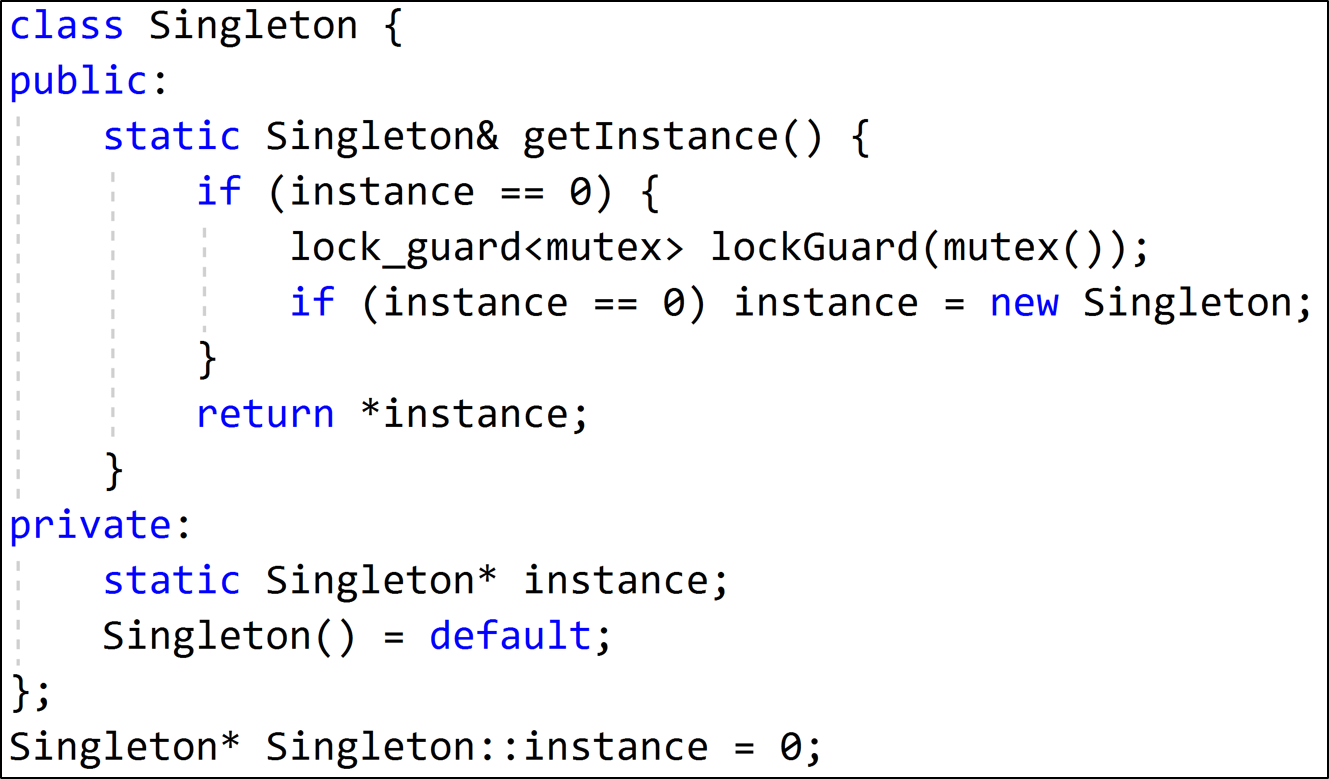 class Singleton {
public:
    static Singleton& getInstance() {
        if (instance == 0) {
            lock_guard<mutex> lockGuard(mutex());
            if (instance == 0) instance = new Singleton;
        }
        return *instance;
    }
private:
    static Singleton* instance;
    Singleton() = default;
};
Singleton* Singleton::instance = 0;